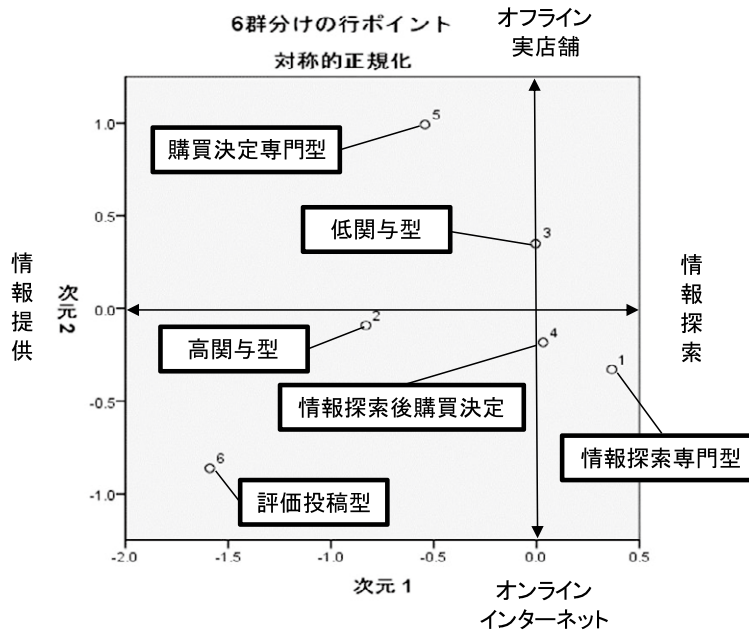 6群分けの行ポイント
対称的正規化
オフライン
実店舗
1.0
0.5
0.0
-0.5
-1.0
次元 2
情報提供
情報探索
5
購買決定専門型
3
低関与型
2
高関与型
4
情報探索後購買決定
1
情報探索専門型
6
評価投稿型
-2.0
-1.5
-1.0
-0.5
0.0
0.5
次元 1
オンライン
インターネット